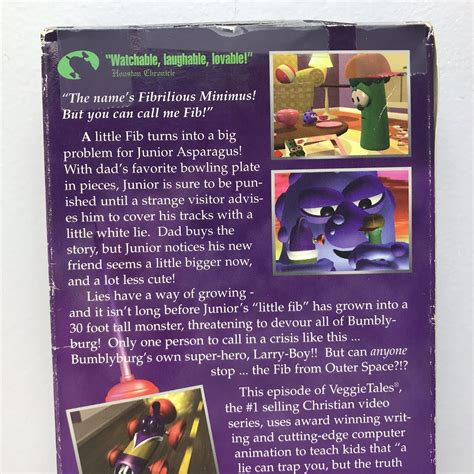 "Watchable, laughable, lovable!"
Houston Chronicle
"The name's Fibrilious Minimus!
But you can call me Fib!"
A little Fib turns into a big
problem for Junior Asparagus!
With dad's favorite bowling plate
in pieces, Junior is sure to be pun-
ished until a strange visitor advis-
es him to cover his tracks with a
little white lie. Dad buys the
story, but Junior notices his new
friend seems a little bigger now,
and a lot less cute!
Lies have a way of growing -
and it isn't long before Junior's "little fib" has grown into a
30 foot tall monster, threatening to devour all of Bumbly-
burg! Only one person to call in a crisis like this ...
Bumblyburg's own super-hero, Larry-Boy!! But can anyone
stop ... the Fib from Outer Space?!?
This episode of VeggieTales®,
the #1 selling Christian video
series, uses award winning writ-
ing and cutting-edge computer
animation to teach kids that "a
lie can trap you, but the truth